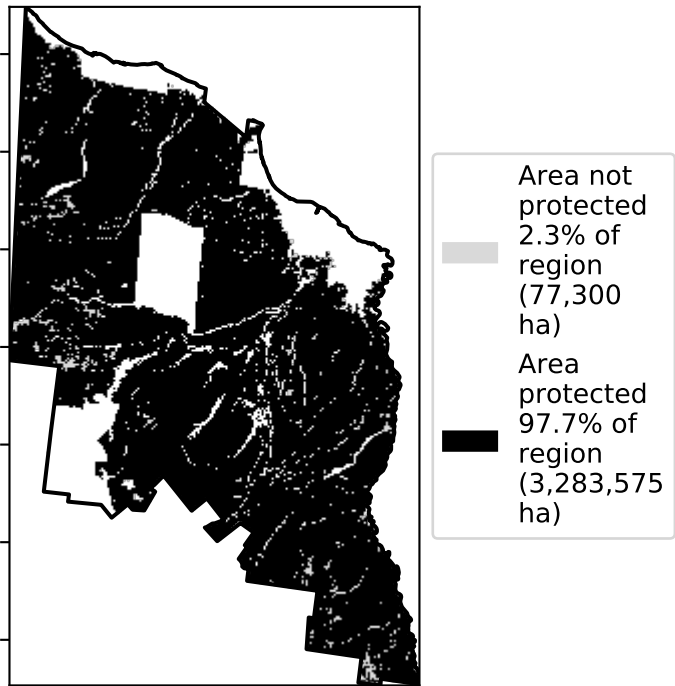 Area not
protected
2.3% of
region
(77,300
ha)
Area
protected
97.7% of
region
(3,283,575
ha)